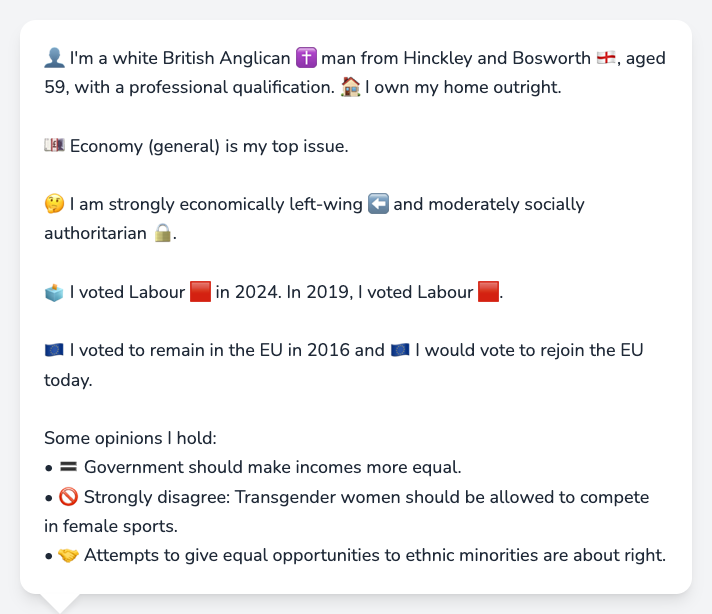 👤 I'm a white British Anglican ✝️ man from Hinckley and Bosworth 🏴󠁧󠁢󠁥󠁮󠁧󠁿, aged
59, with a professional qualification. 🏠 I own my home outright.
💷 Economy (general) is my top issue.
🤔 I am strongly economically left-wing ⬅️ and moderately socially
authoritarian 🔒.
🗳️ I voted Labour 🟥 in 2024. In 2019, I voted Labour 🟥.
🇪🇺 I voted to remain in the EU in 2016 and 🇪🇺 I would vote to rejoin the EU
today.
Some opinions I hold:
• 🟰 Government should make incomes more equal.
• 🚫 Strongly disagree: Transgender women should be allowed to compete
in female sports.
• 🤝 Attempts to give equal opportunities to ethnic minorities are about right.